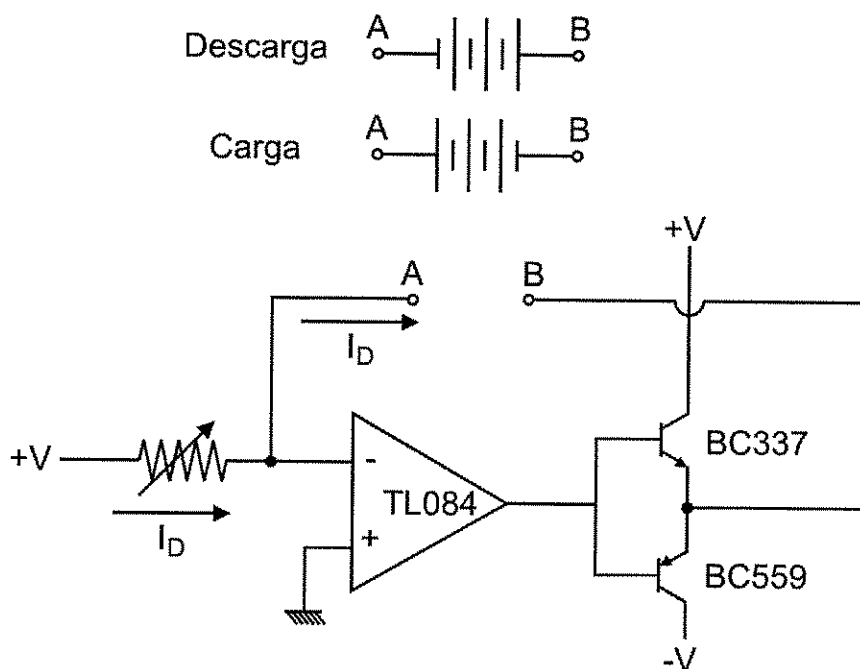 Descarga A B
Carga A B
+V
A B
I_D
BC337
+V - TL084
I_D +
BC559
-V